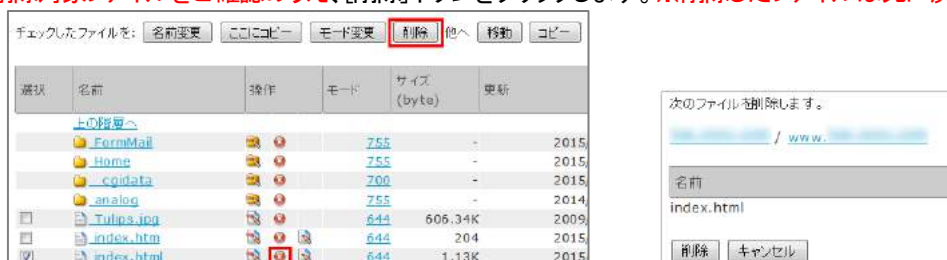 チェックしたファイルを: 名前変更 ここにコピー モード変更 削除 他へ 移動 コピー
選択 名前 操作 モード サイズ (byte) 更新
上の階層へ
FormMail 755 - 2015/
Home 755 - 2015/
_cgidata 700 - 2015/
analog 755 - 2014/
Tulips.jpg 644 606.34K 2009/
index.htm 644 204 2015/
index.html 644 1.13K 2015
次のファイルを削除します。
/ www.
名前
index.html
削除 キャンセル